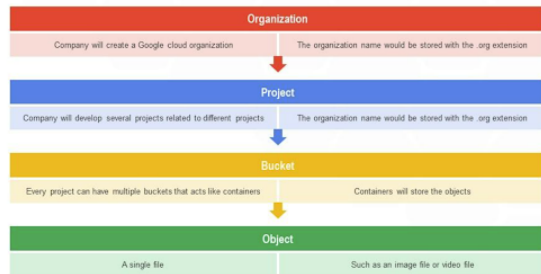 Organization
Company will create a Google cloud organization
The organization name would be stored with the .org extension
Project
Company will develop several projects related to different projects
The organization name would be stored with the .org extension
Bucket
Every project can have multiple buckets that acts like containers
Containers will store the objects
Object
A single file
Such as an image file or video file